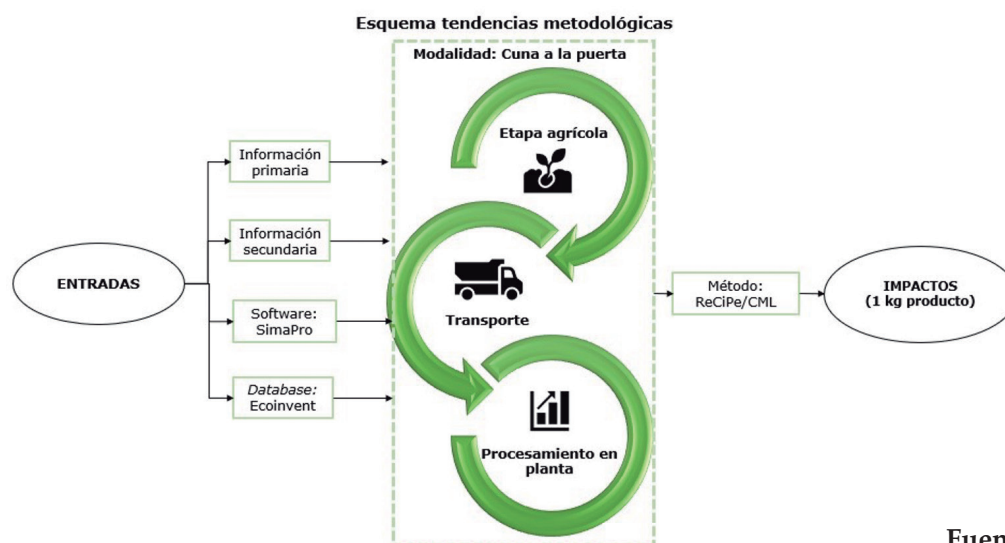 Esquema tendencias metodológicas
Modalidad: Cuna a la puerta
Etapa agrícola
Información
primaria
Información
secundaria
ENTRADAS
Software:
SimaPro
Database:
Ecoinvent
Transporte
Procesamiento en
planta
Método:
ReCiPe/CML
IMPACTOS
(1 kg producto)